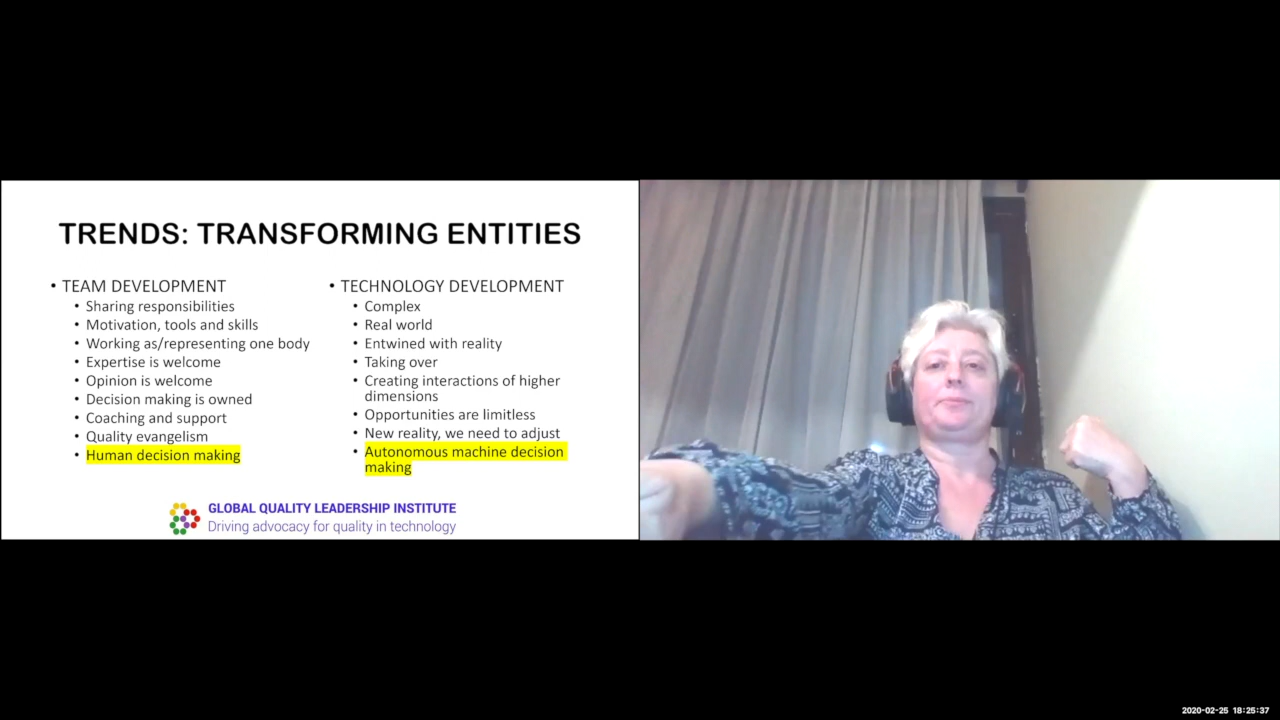 TRENDS: TRANSFORMING ENTITIES
• TEAM DEVELOPMENT
• Sharing responsibilities
• Motivation, tools and skills
• Working as/representing one body
• Expertise is welcome
• Opinion is welcome
• Decision making is owned
• Coaching and support
• Quality evangelism
• Human decision making
• TECHNOLOGY DEVELOPMENT
• Complex
• Real world
• Entwined with reality
• Taking over
• Creating interactions of higher
dimensions
• Opportunities are limitless
• New reality, we need to adjust
• Autonomous machine decision
making
GLOBAL QUALITY LEADERSHIP INSTITUTE
Driving advocacy for quality in technology
2020-02-25 18:25:37